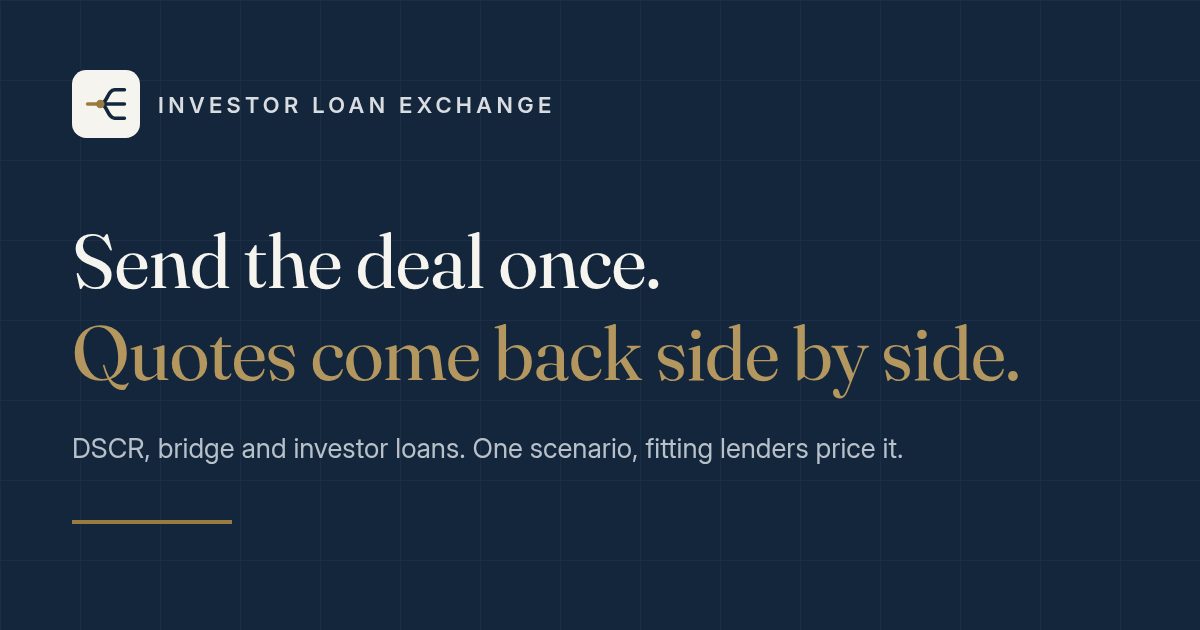 INVESTOR LOAN EXCHANGE
Send the deal once.
Quotes come back side by side.
DSCR, bridge and investor loans. One scenario, fitting lenders price it.